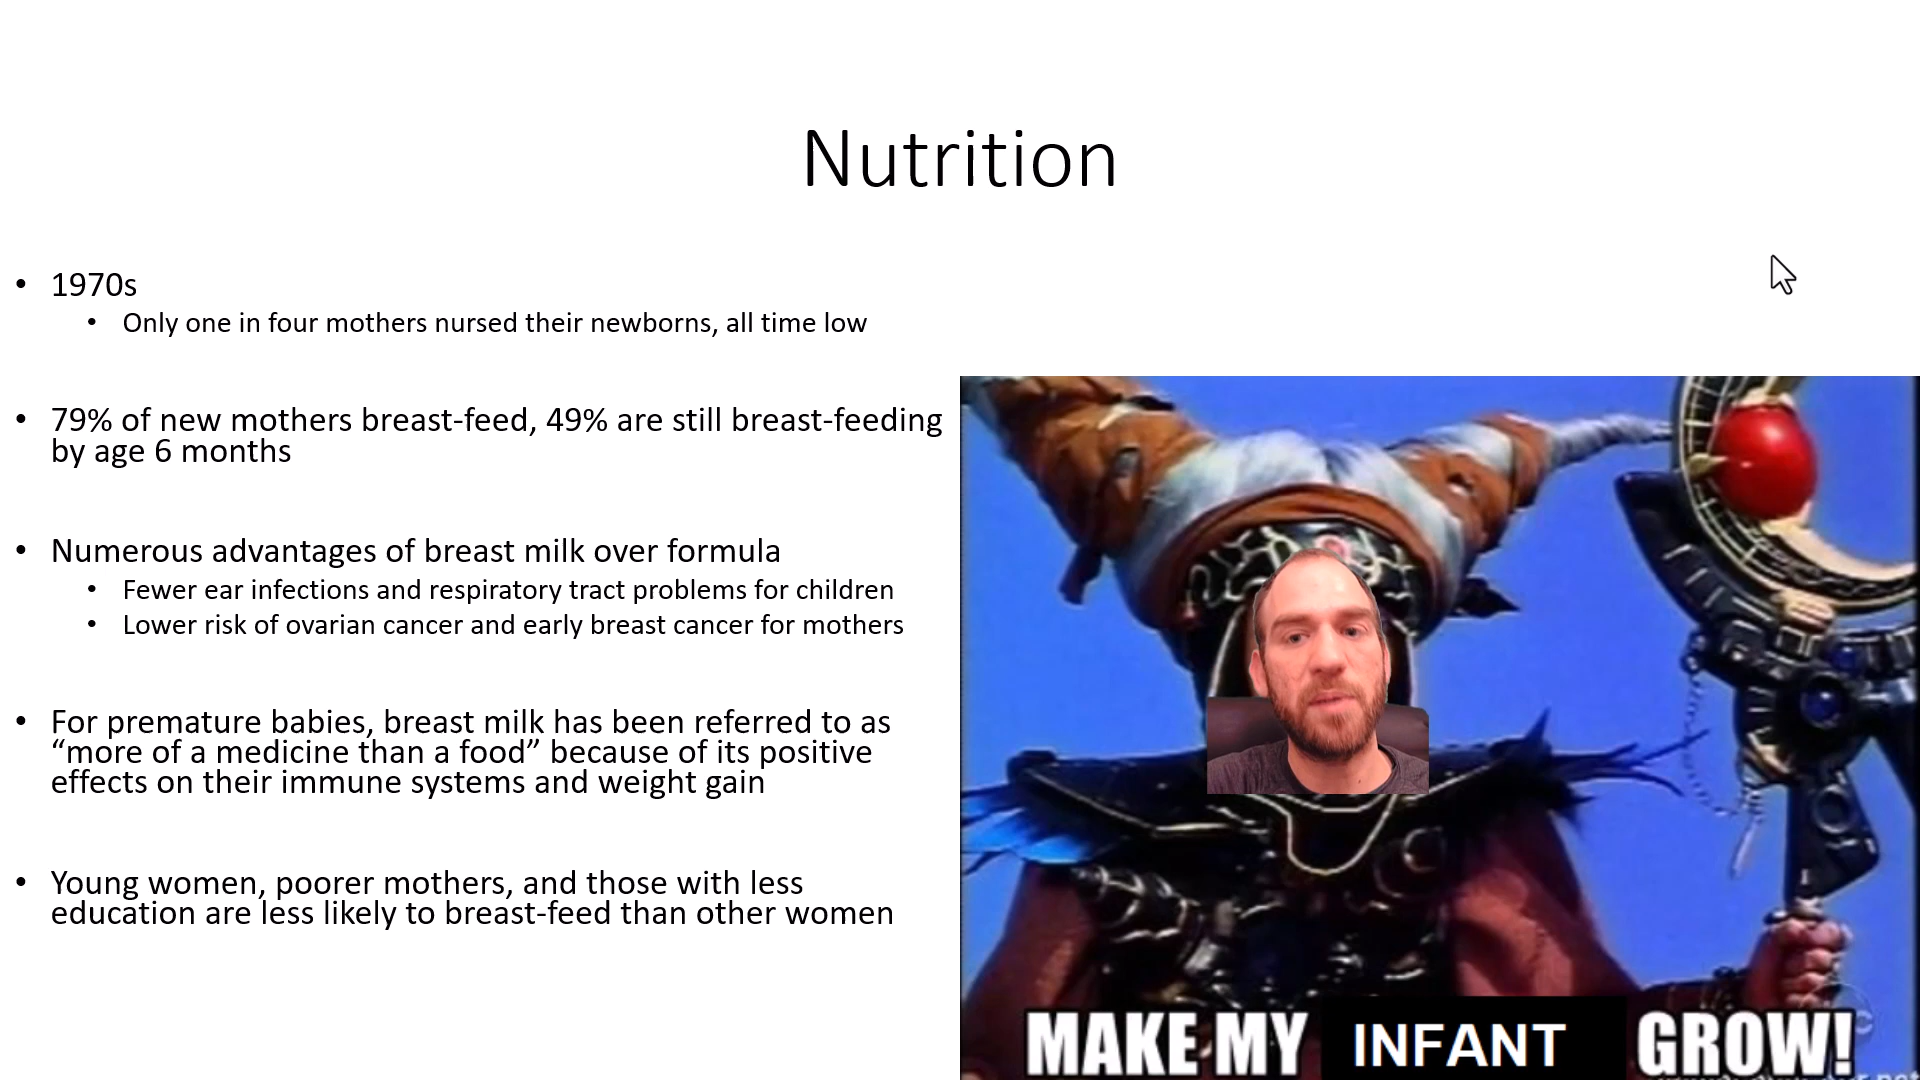 Nutrition
• 1970s
• Only one in four mothers nursed their newborns, all time low
• 79% of new mothers breast-feed, 49% are still breast-feeding
by age 6 months
• Numerous advantages of breast milk over formula
• Fewer ear infections and respiratory tract problems for children
• Lower risk of ovarian cancer and early breast cancer for mothers
• For premature babies, breast milk has been referred to as
“more of a medicine than a food” because of its positive
effects on their immune systems and weight gain
• Young women, poorer mothers, and those with less
education are less likely to breast-feed than other women
MAKE MY INFANT GROW!